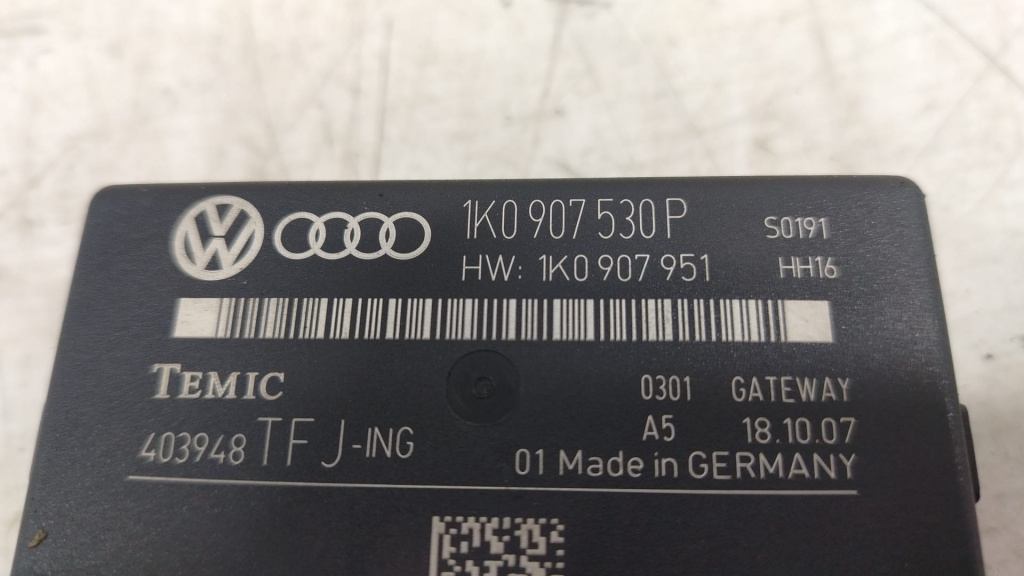 1K0 907 530 P S0191
HW: 1K0 907 951 HH16
TEMIC 0301 GATEWAY
A5 18.10.07
403948 TFJ-ING
01 Made in GERMANY